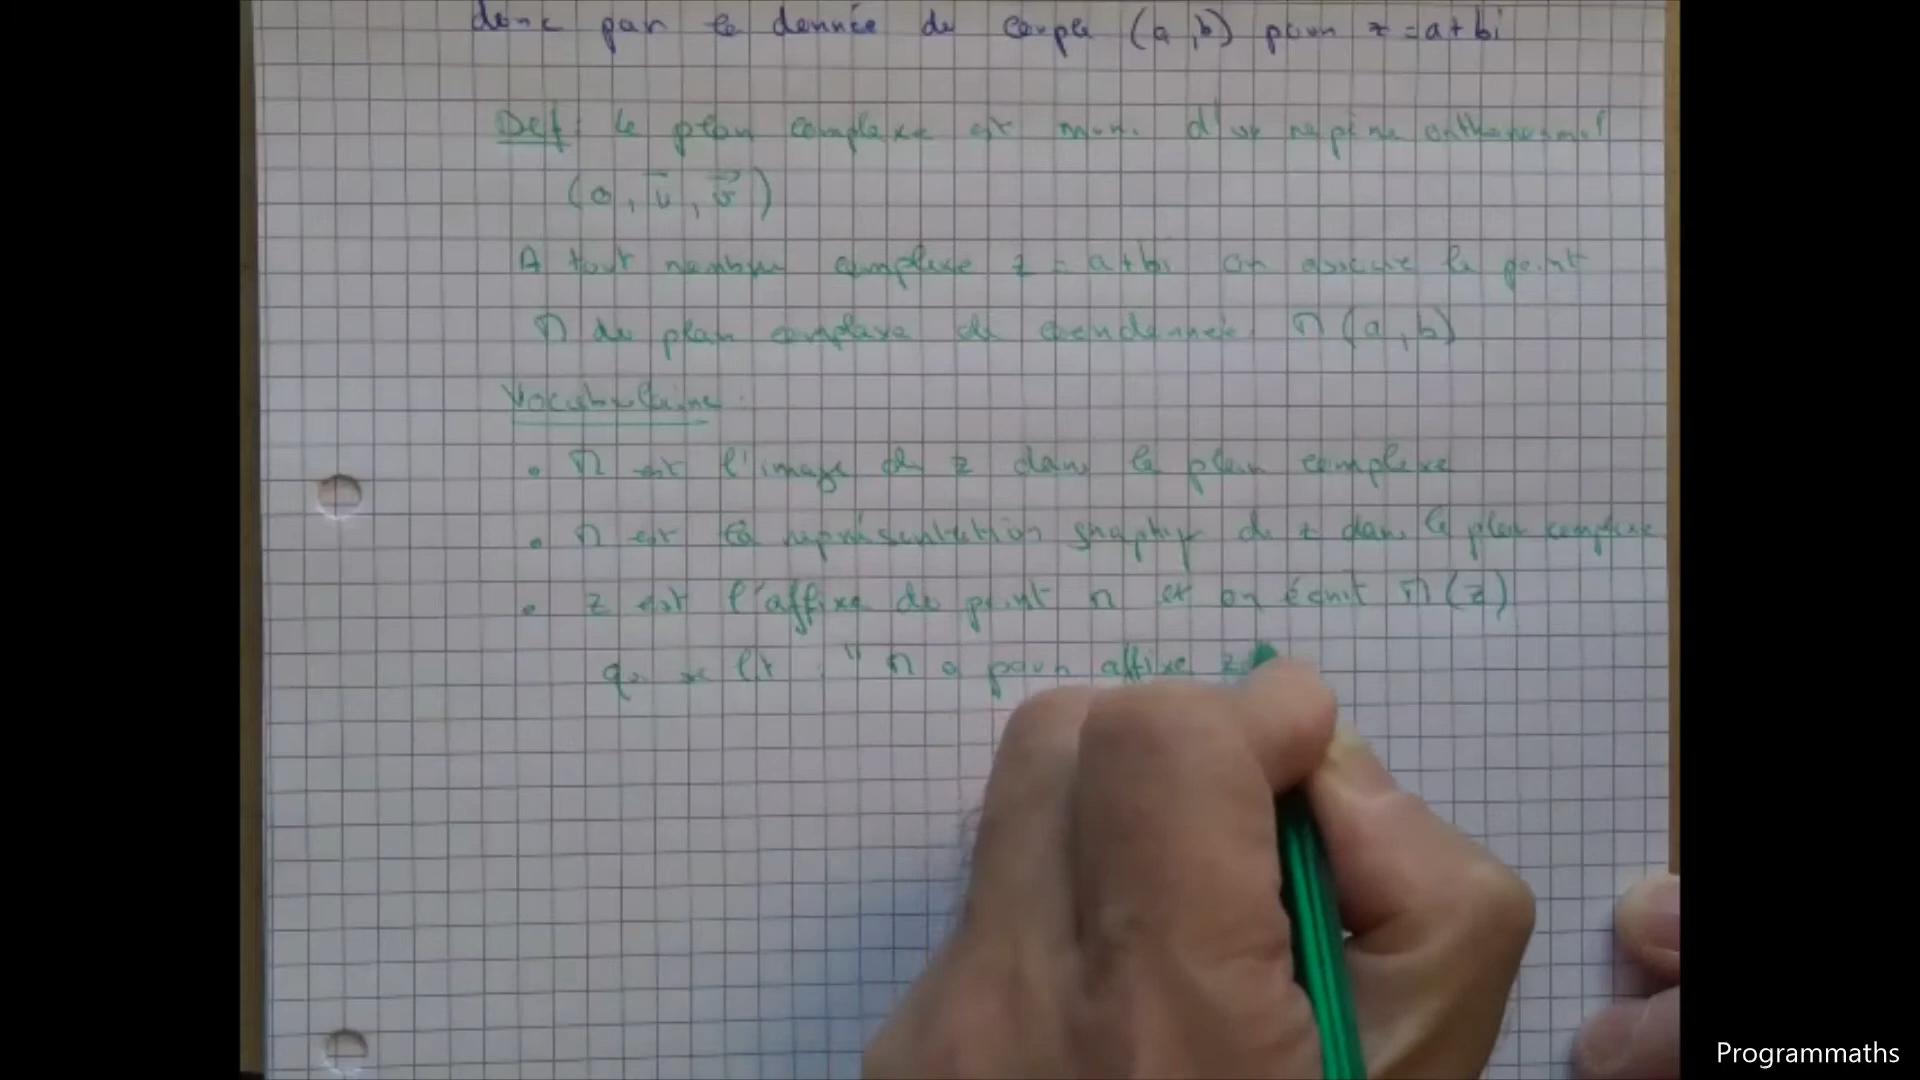 donc par la donnée du couple (a, b) pour z = a + bi
Def : Le plan complexe est muni d'un repère orthonormal
(O, u⃗, v⃗)
A tout nombre complexe z = a + bi on associe le point
M du plan complexe de coordonnées M (a, b)
Vocabulaire :
• M est l'image de z dans le plan complexe
• M est la représentation graphiq de z dans le plan complexe
• z est l'affixe du point M et on écrit M (z)
qui se lit : " M a pour affixe z
Programmaths